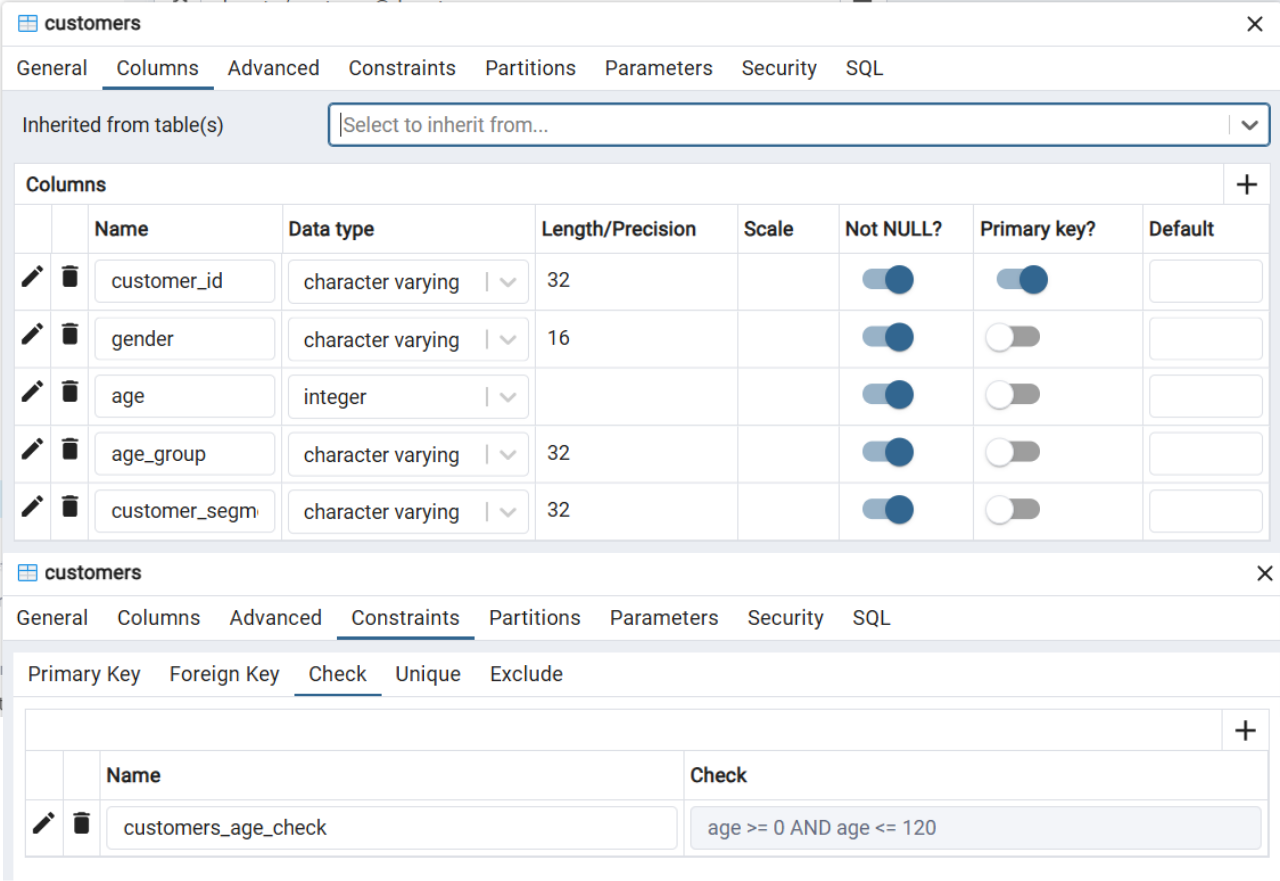 customers
General Columns Advanced Constraints Partitions Parameters Security SQL
Inherited from table(s) Select to inherit from...
Columns
Name Data type Length/Precision Scale Not NULL? Primary key? Default
customer_id character varying 32
gender character varying 16
age integer
age_group character varying 32
customer_segm character varying 32
customers
General Columns Advanced Constraints Partitions Parameters Security SQL
Primary Key Foreign Key Check Unique Exclude
Name Check
customers_age_check age >= 0 AND age <= 120